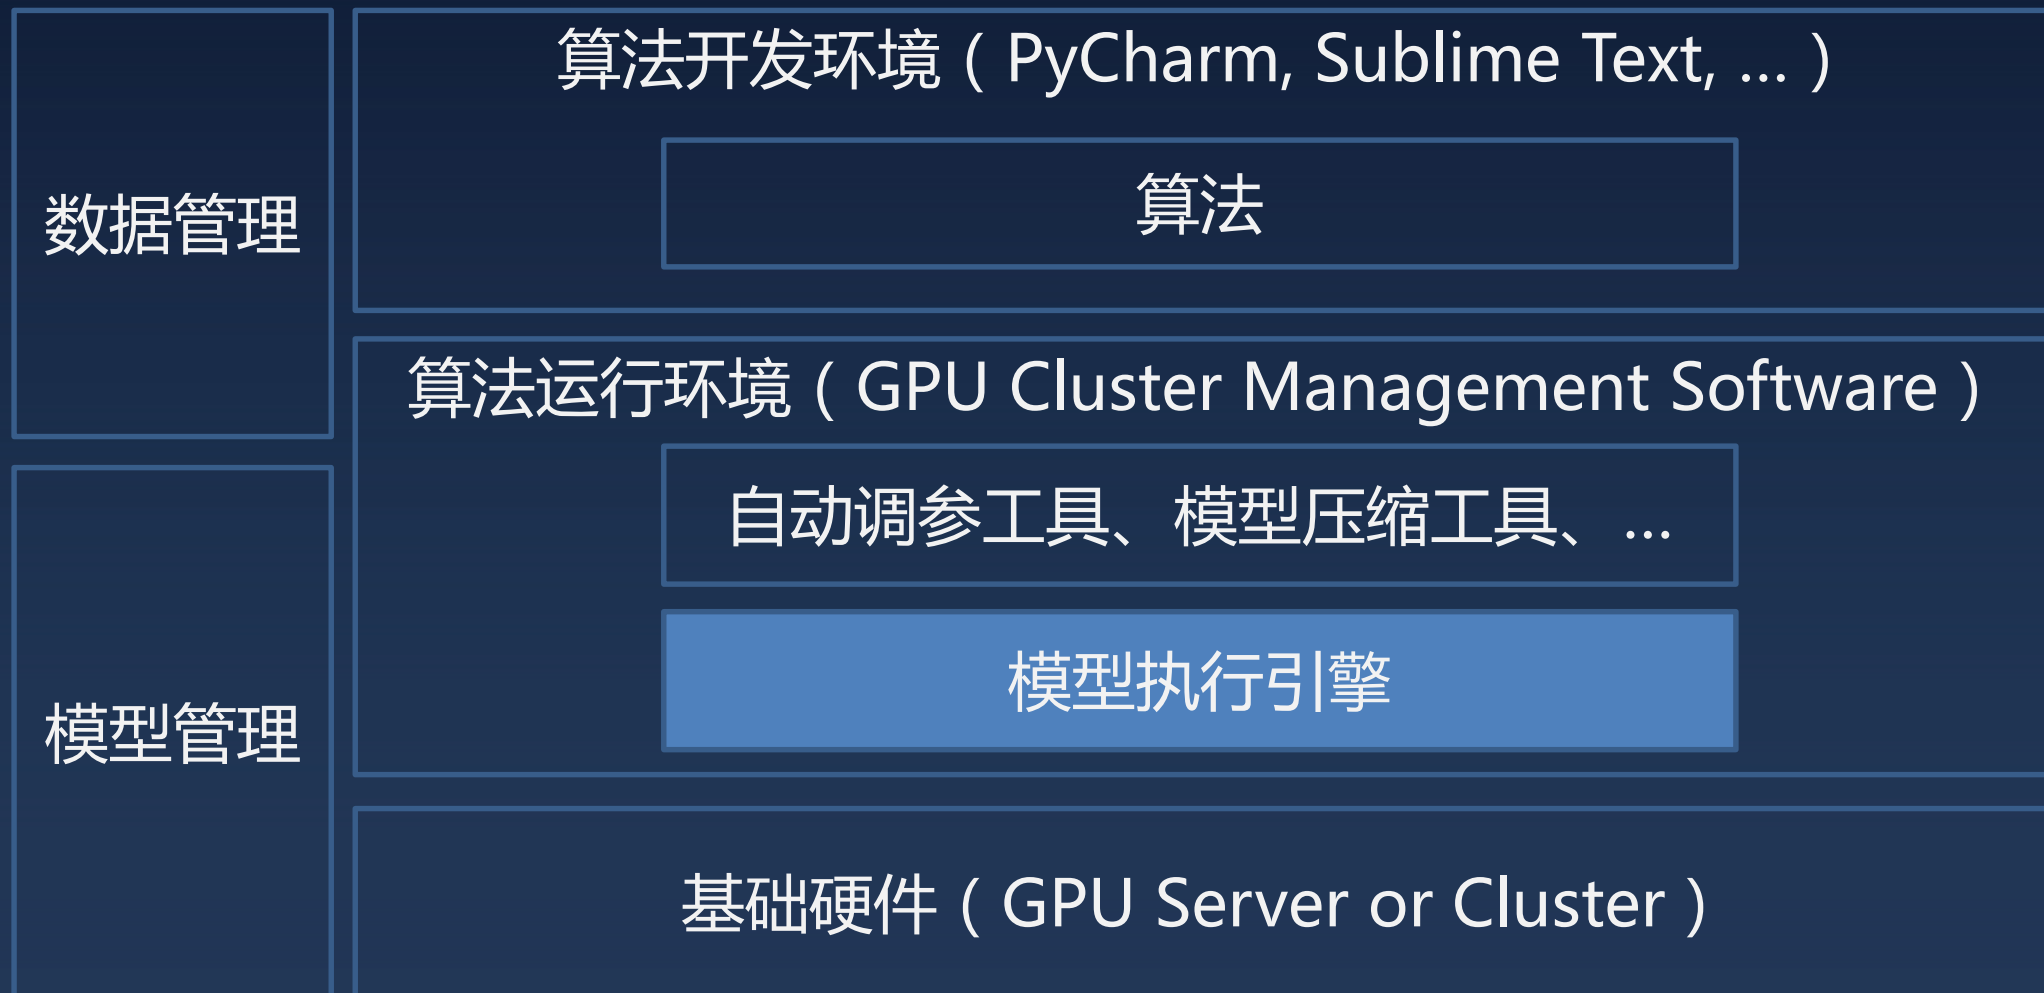 数据管理
模型管理
算法开发环境（PyCharm, Sublime Text, ...）
算法
算法运行环境（GPU Cluster Management Software）
自动调参工具、模型压缩工具、...
模型执行引擎
基础硬件（GPU Server or Cluster）